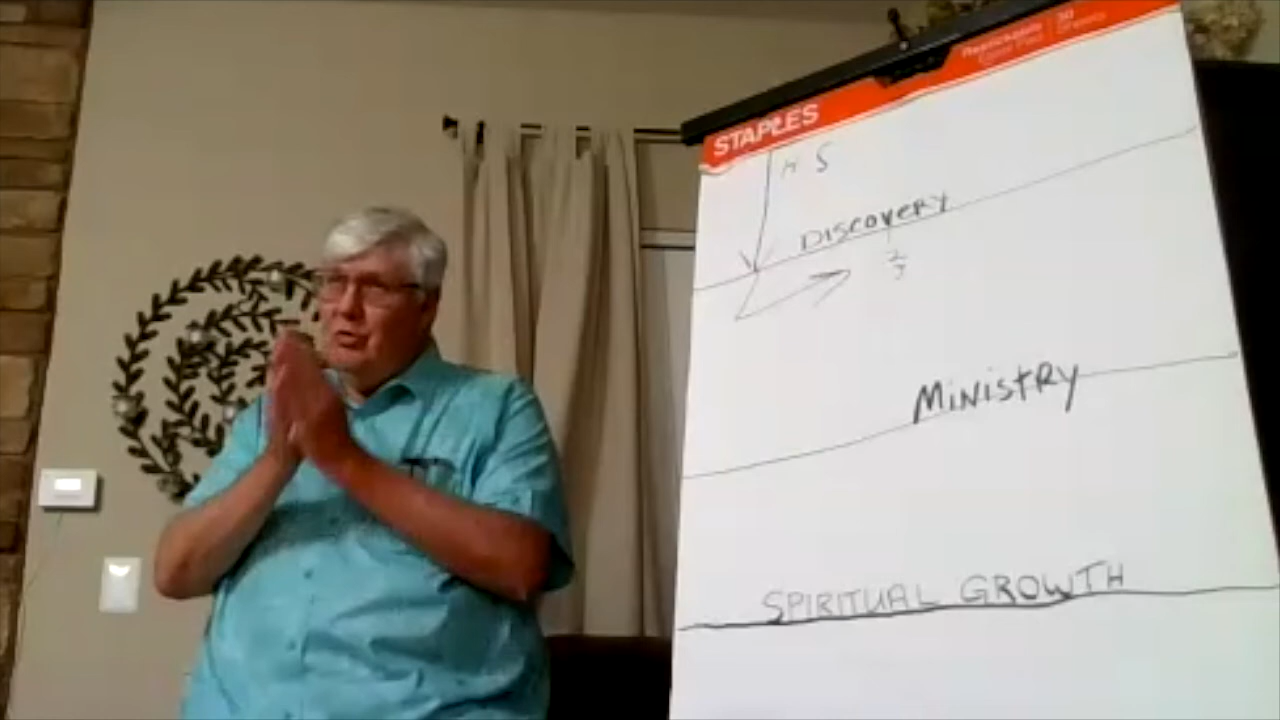 STAPLES
H S
DISCOVERY
MINISTRY
SPIRITUAL GROWTH